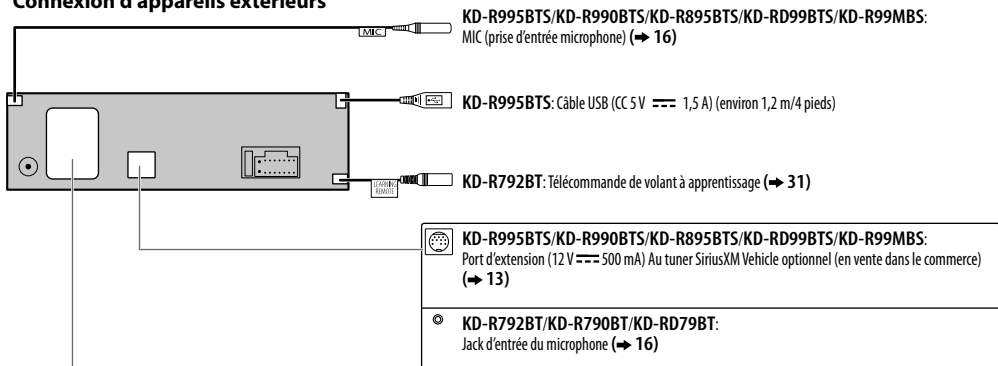 Connexion d'appareils extérieurs
MIC
KD-R995BTS/KD-R990BTS/KD-R895BTS/KD-RD99BTS/KD-R99MBS:
MIC (prise d'entrée microphone) (➜ 16)
KD-R995BTS: Câble USB (CC 5 V ⎓ 1,5 A) (environ 1,2 m/4 pieds)
LEARNING
REMOTE
KD-R792BT: Télécommande de volant à apprentissage (➜ 31)
KD-R995BTS/KD-R990BTS/KD-R895BTS/KD-RD99BTS/KD-R99MBS:
Port d'extension (12 V ⎓ 500 mA) Au tuner SiriusXM Vehicle optionnel (en vente dans le commerce)
(➜ 13)
KD-R792BT/KD-R790BT/KD-RD79BT:
Jack d'entrée du microphone (➜ 16)